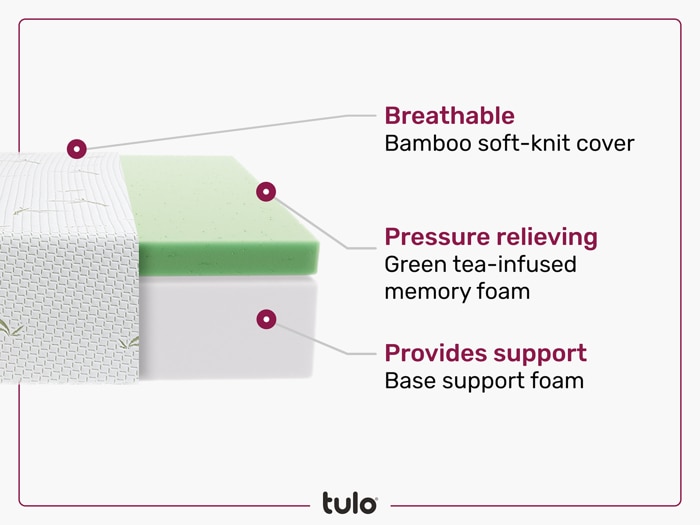 Breathable
Bamboo soft-knit cover
Pressure relieving
Green tea-infused
memory foam
Provides support
Base support foam
tulo